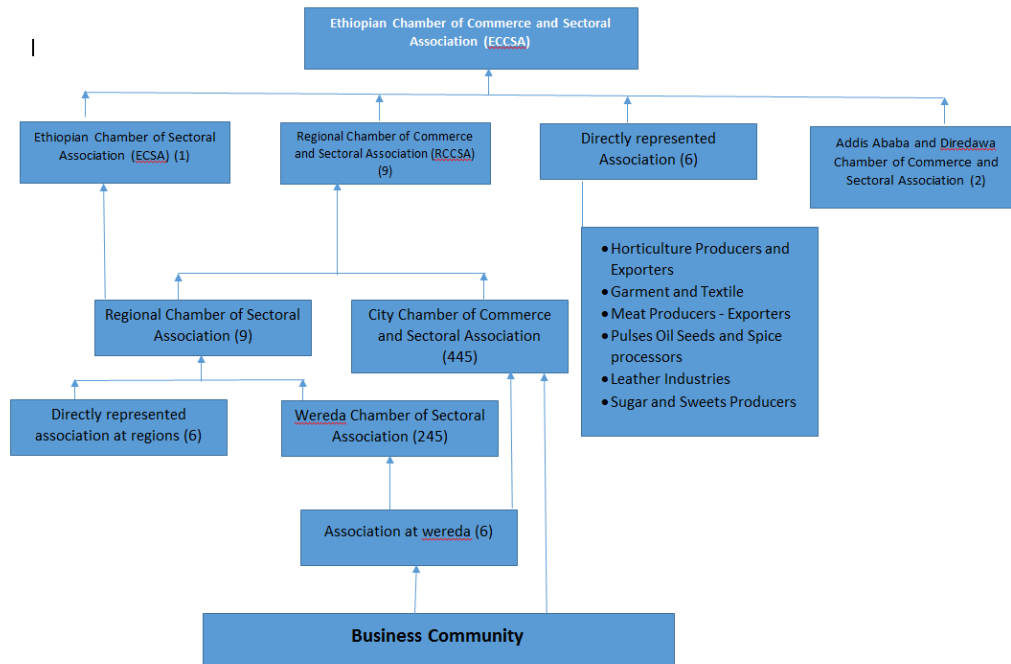 Ethiopian Chamber of Commerce and Sectoral
Association (ECCSA)
Ethiopian Chamber of Sectoral
Association (ECSA) (1)
Regional Chamber of Commerce
and Sectoral Association (RCCSA)
(9)
Directly represented
Association (6)
Addis Ababa and Diredawa
Chamber of Commerce and
Sectoral Association (2)
• Horticulture Producers and
Exporters
• Garment and Textile
• Meat Producers - Exporters
• Pulses Oil Seeds and Spice
processors
• Leather Industries
• Sugar and Sweets Producers
Regional Chamber of Sectoral
Association (9)
City Chamber of Commerce
and Sectoral Association
(445)
Directly represented
association at regions (6)
Wereda Chamber of Sectoral
Association (245)
Association at wereda (6)
Business Community